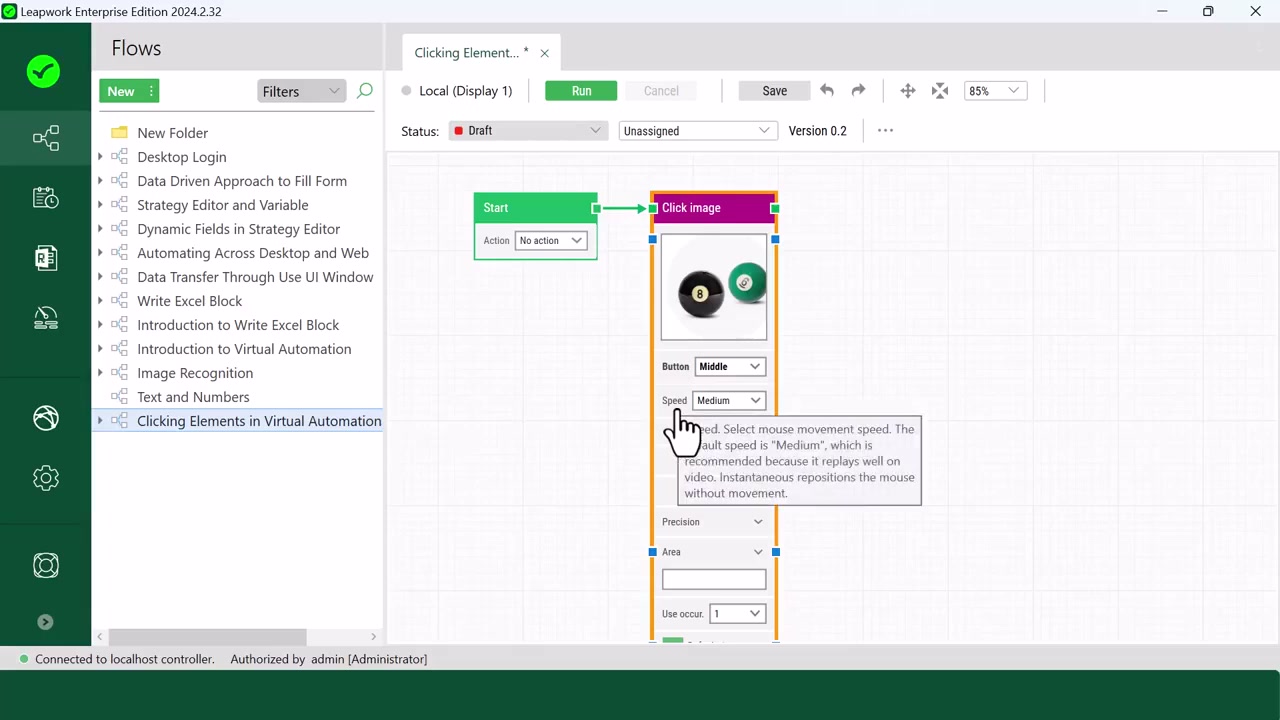 Leapwork Enterprise Edition 2024.2.32
Flows
Clicking Element... *
New
Filters
Local (Display 1)
Run
Cancel
Save
85%
Status:
Draft
Unassigned
Version 0.2
New Folder
Desktop Login
Data Driven Approach to Fill Form
Strategy Editor and Variable
Dynamic Fields in Strategy Editor
Automating Across Desktop and Web
Data Transfer Through Use UI Window
Write Excel Block
Introduction to Write Excel Block
Introduction to Virtual Automation
Image Recognition
Text and Numbers
Clicking Elements in Virtual Automation
Start
Action
No action
Click image
8
6
Button
Middle
Speed
Medium
Select mouse movement speed. The
speed is "Medium", which is
recommended because it replays well on
video. Instantaneous repositions the mouse
without movement.
Precision
Area
Use occur.
1
Connected to localhost controller.
Authorized by admin [Administrator]